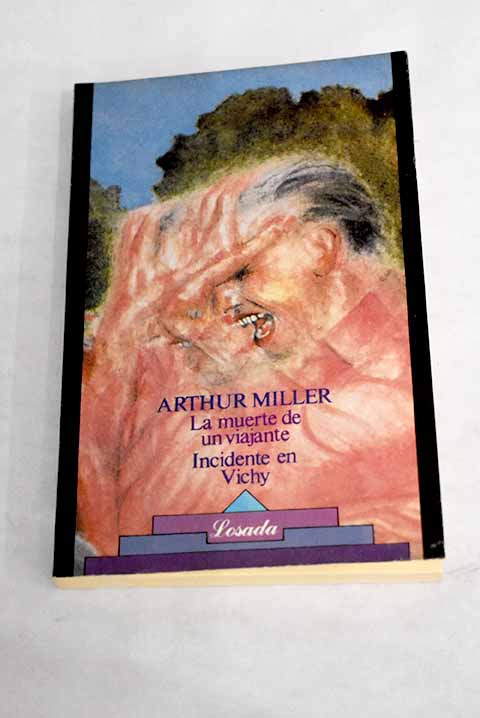 ARTHUR MILLER
La muerte de
un viajante
Incidente en
Vichy
Losada